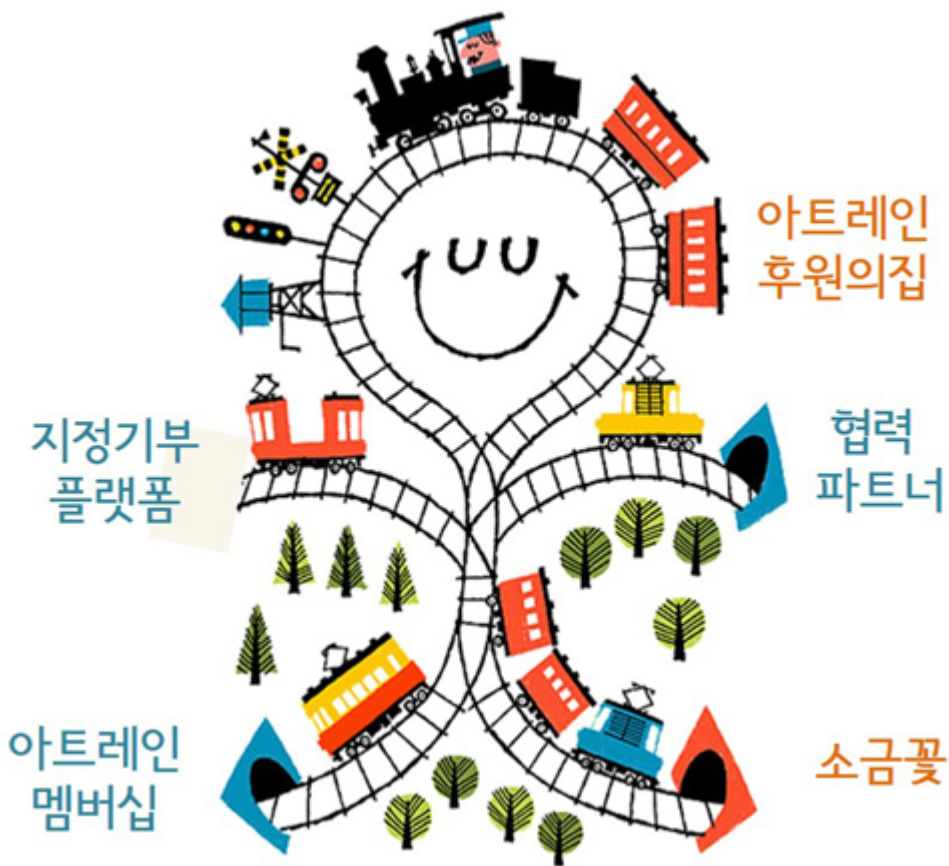 아트레인
후원의집
지정기부
플랫폼
협력
파트너
아트레인
멤버십
소금꽃